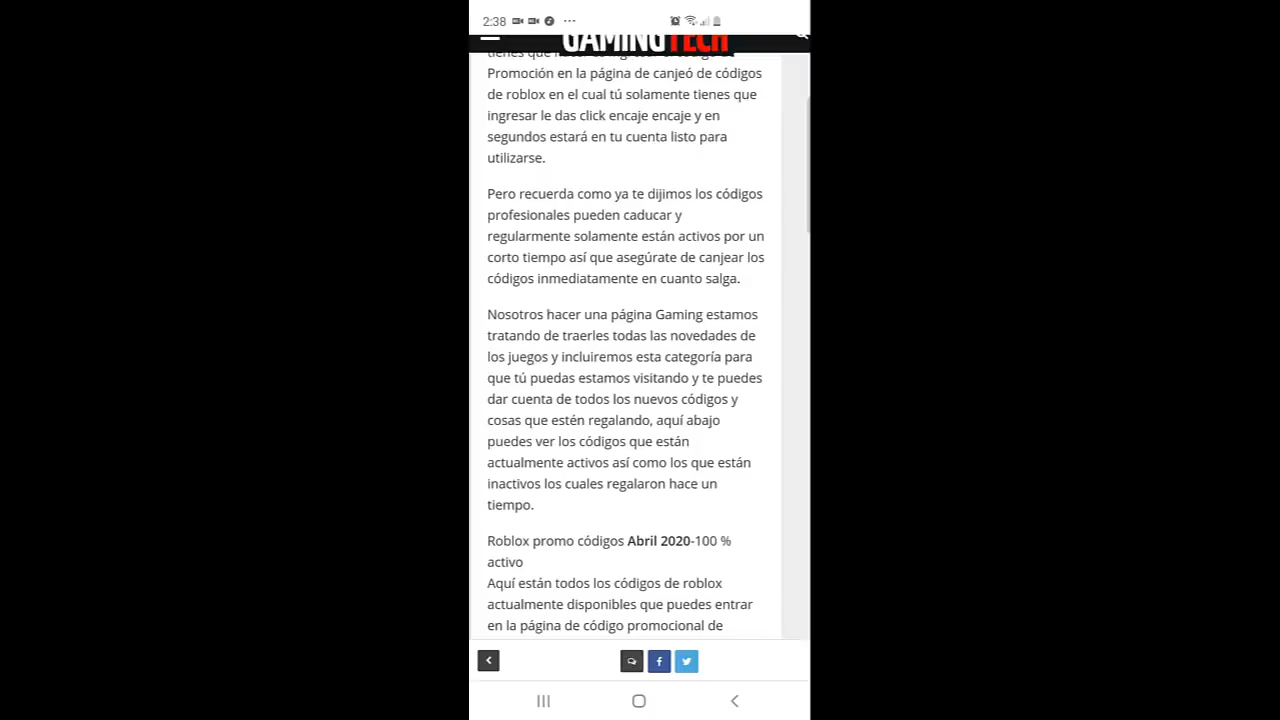 2:38
GAMINGTECH
Promoción en la página de canjeó de códigos
de roblox en el cual tú solamente tienes que
ingresar le das click encaje encaje y en
segundos estará en tu cuenta listo para
utilizarse.
Pero recuerda como ya te dijimos los códigos
profesionales pueden caducar y
regularmente solamente están activos por un
corto tiempo así que asegúrate de canjear los
códigos inmediatamente en cuanto salga.
Nosotros hacer una página Gaming estamos
tratando de traerles todas las novedades de
los juegos y incluiremos esta categoría para
que tú puedas estamos visitando y te puedes
dar cuenta de todos los nuevos códigos y
cosas que estén regalando, aquí abajo
puedes ver los códigos que están
actualmente activos así como los que están
inactivos los cuales regalaron hace un
tiempo.
Roblox promo códigos Abril 2020-100 %
activo
Aquí están todos los códigos de roblox
actualmente disponibles que puedes entrar
en la página de código promocional de